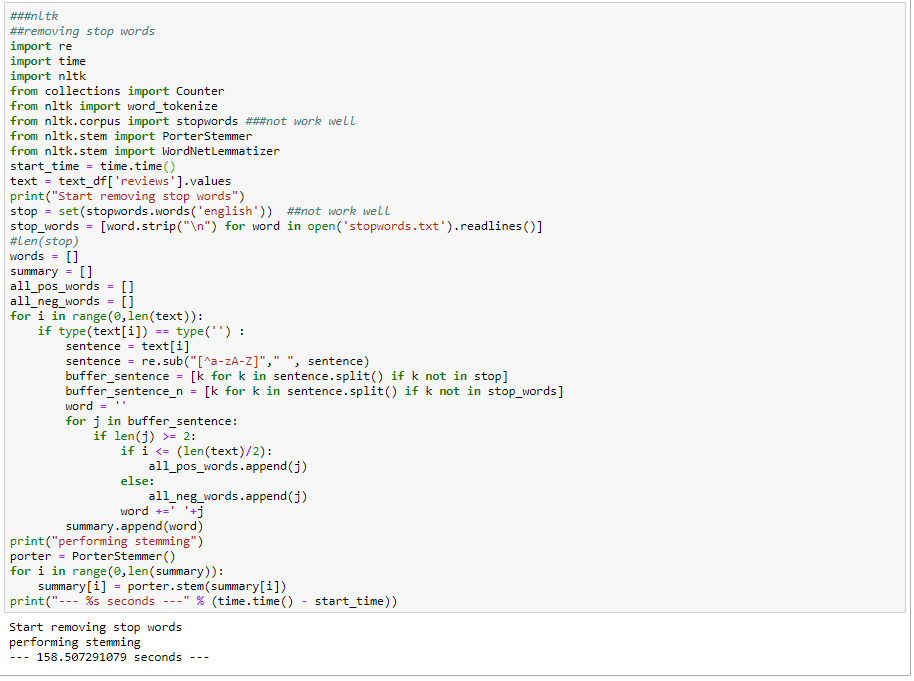 ###nltk
##removing stop words
import re
import time
import nltk
from collections import Counter
from nltk import word_tokenize
from nltk.corpus import stopwords ###not work well
from nltk.stem import PorterStemmer
from nltk.stem import WordNetLemmatizer
start_time = time.time()
text = text_df['reviews'].values
print("Start removing stop words")
stop = set(stopwords.words('english'))  ##not work well
stop_words = [word.strip("\n") for word in open('stopwords.txt').readlines()]
#len(stop)
words = []
summary = []
all_pos_words = []
all_neg_words = []
for i in range(0,len(text)):
    if type(text[i]) == type('') :
        sentence = text[i]
        sentence = re.sub("[^a-zA-Z]"," ", sentence)
        buffer_sentence = [k for k in sentence.split() if k not in stop]
        buffer_sentence_n = [k for k in sentence.split() if k not in stop_words]
        word = ''
        for j in buffer_sentence:
            if len(j) >= 2:
                if i <= (len(text)/2):
                    all_pos_words.append(j)
                else:
                    all_neg_words.append(j)
                word +=' '+j
        summary.append(word)
print("performing stemming")
porter = PorterStemmer()
for i in range(0,len(summary)):
    summary[i] = porter.stem(summary[i])
print("--- %s seconds ---" % (time.time() - start_time))
Start removing stop words
performing stemming
--- 158.507291079 seconds ---